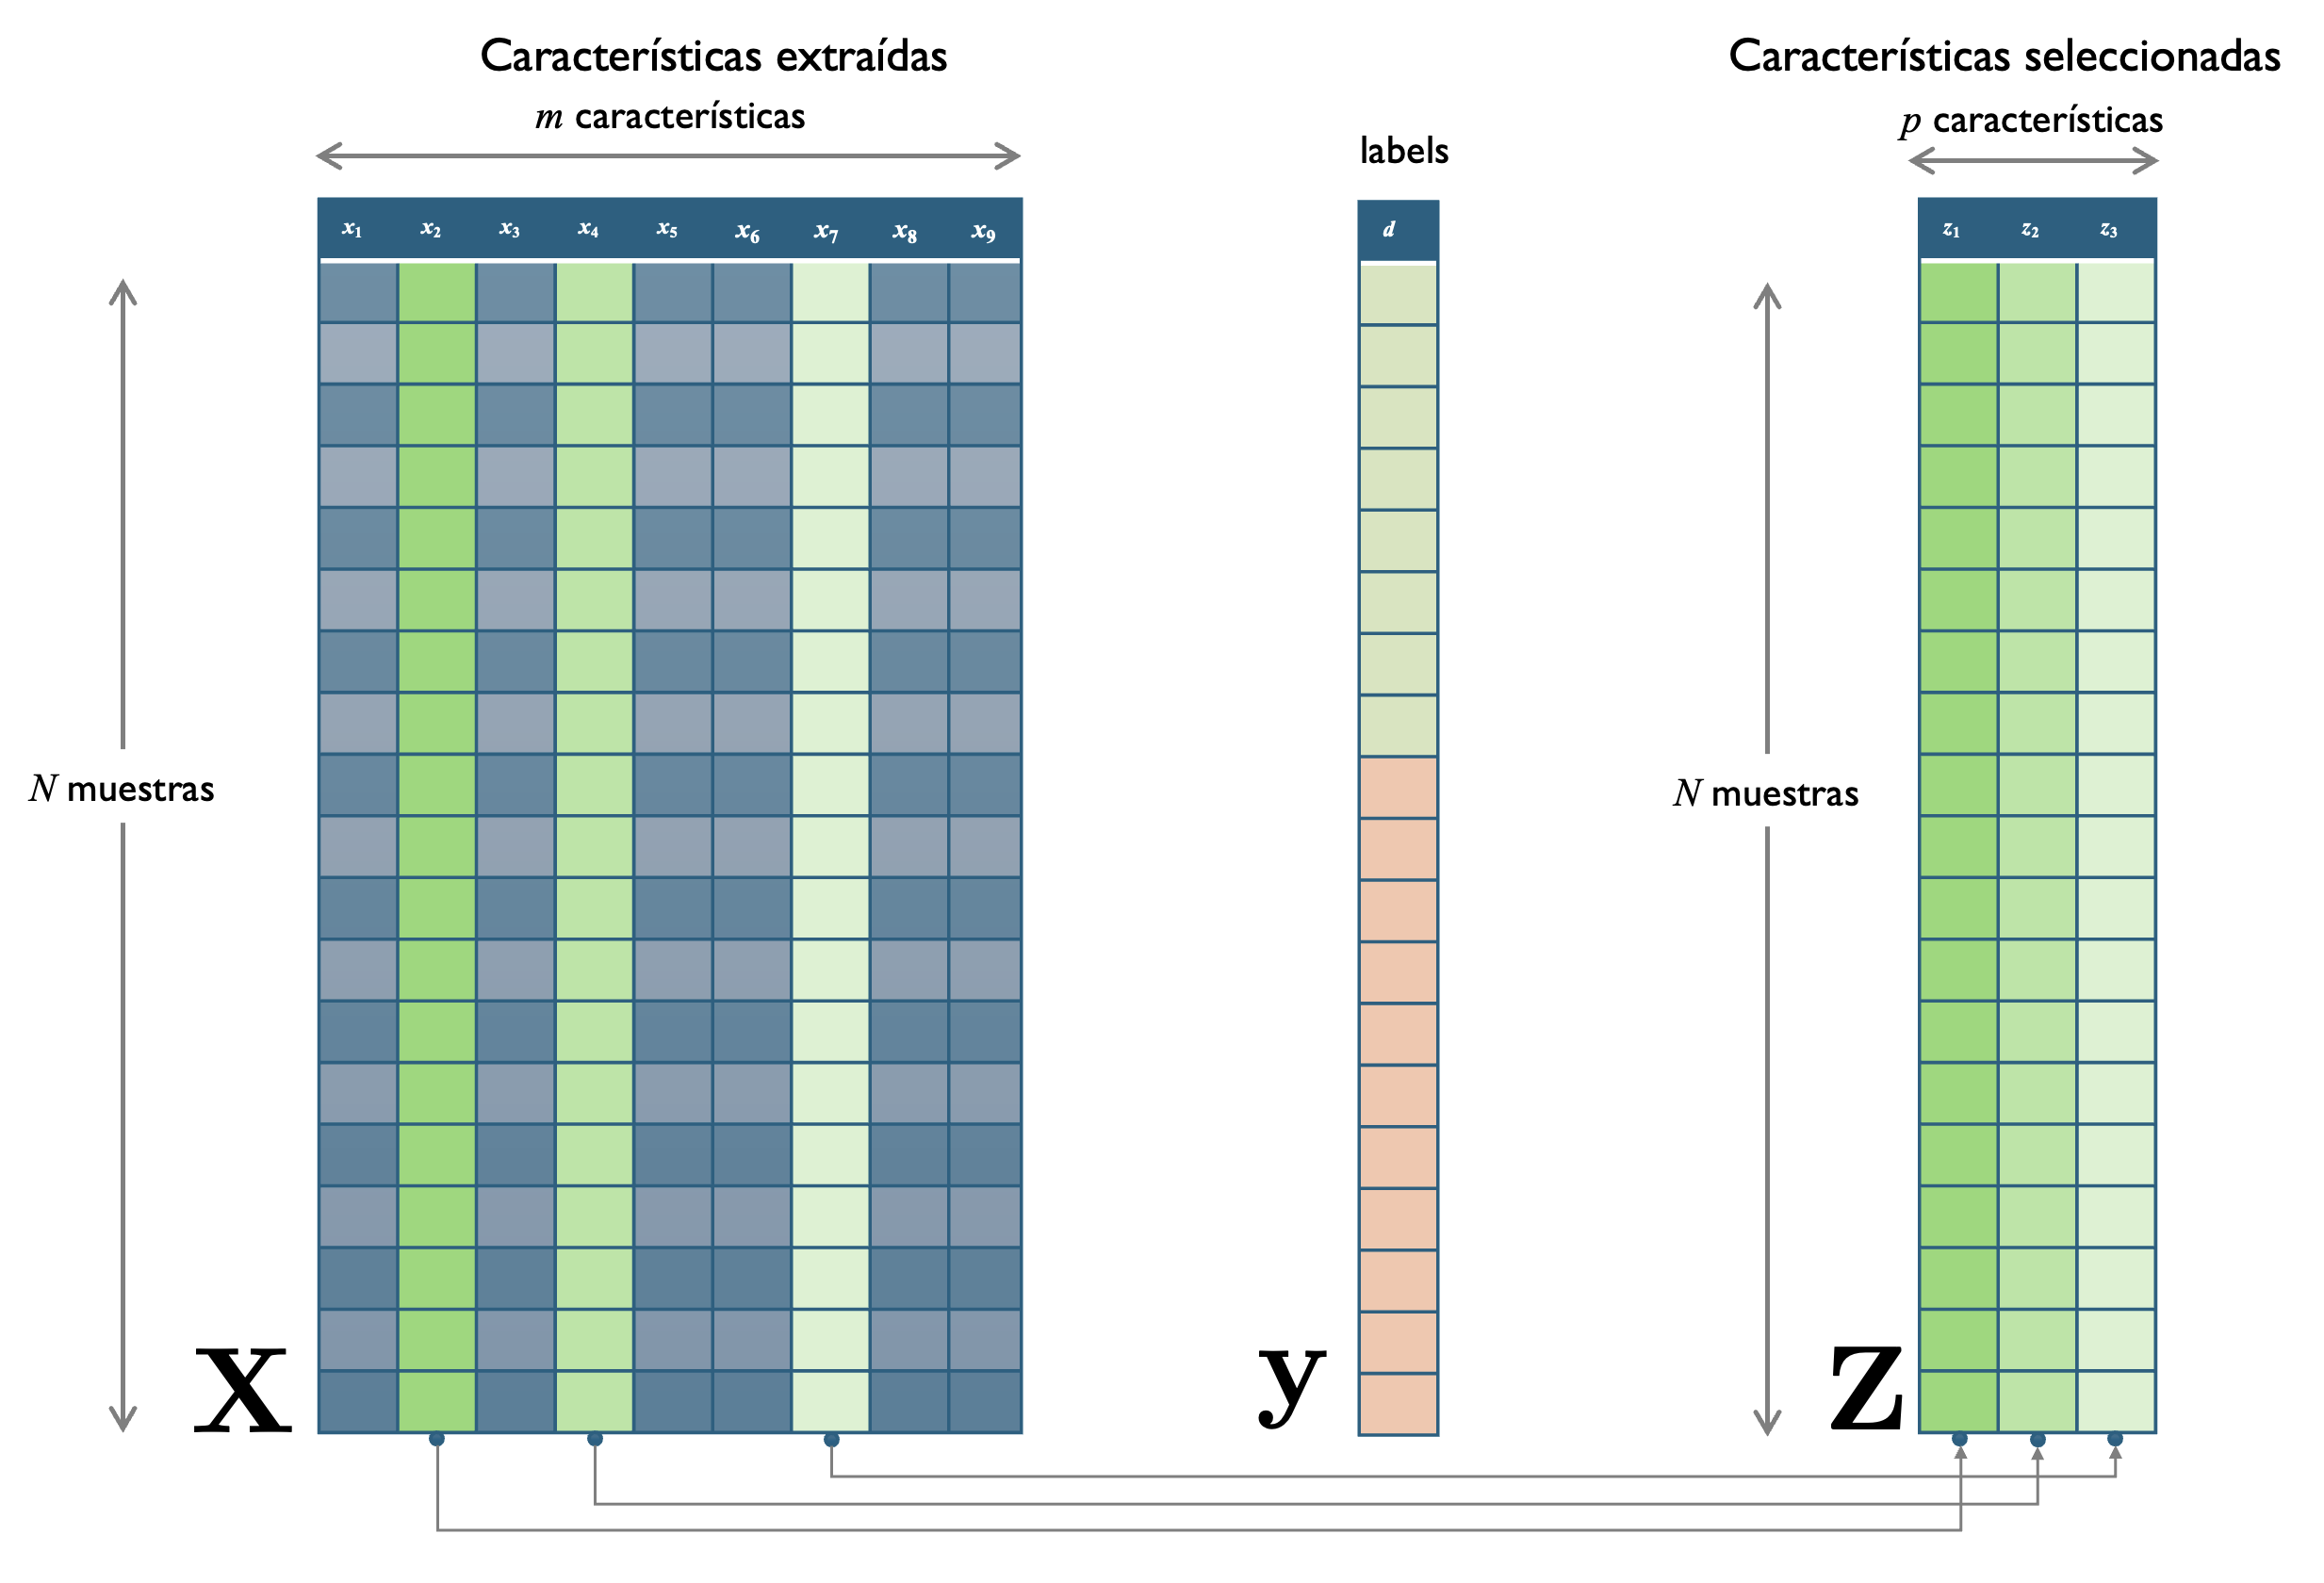 Características extraídas
m características
x1 x2 x3 x4 x5 x6 x7 x8 x9
N muestras
X
labels
d
y
Características seleccionadas
p características
z1 z2 z3
N muestras
Z